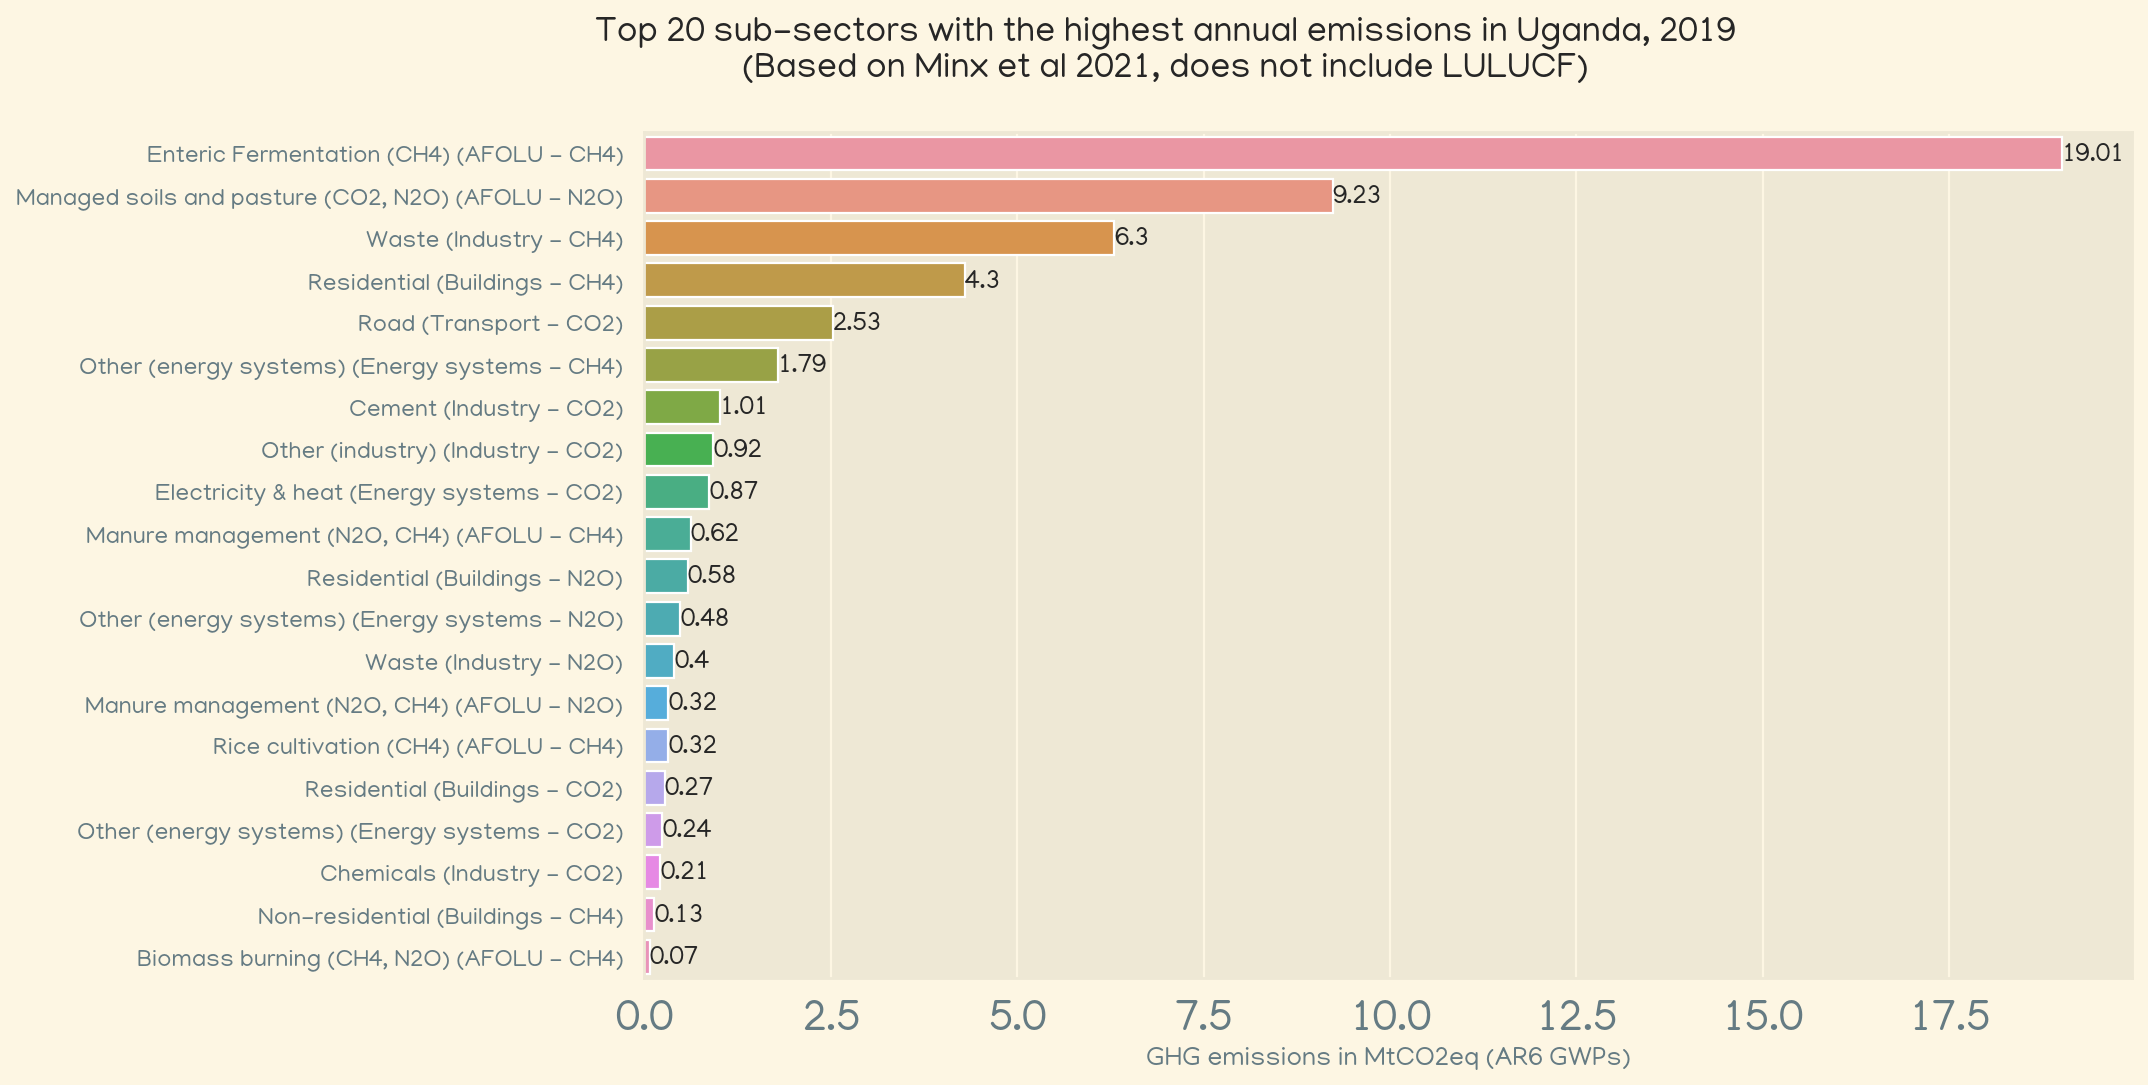 Top 20 sub-sectors with the highest annual emissions in Uganda, 2019
(Based on Minx et al 2021, does not include LULUCF)
Enteric Fermentation (CH4) (AFOLU - CH4) 19.01
Managed soils and pasture (CO2, N2O) (AFOLU - N2O) 9.23
Waste (Industry - CH4) 6.3
Residential (Buildings - CH4) 4.3
Road (Transport - CO2) 2.53
Other (energy systems) (Energy systems - CH4) 1.79
Cement (Industry - CO2) 1.01
Other (industry) (Industry - CO2) 0.92
Electricity & heat (Energy systems - CO2) 0.87
Manure management (N2O, CH4) (AFOLU - CH4) 0.62
Residential (Buildings - N2O) 0.58
Other (energy systems) (Energy systems - N2O) 0.48
Waste (Industry - N2O) 0.4
Manure management (N2O, CH4) (AFOLU - N2O) 0.32
Rice cultivation (CH4) (AFOLU - CH4) 0.32
Residential (Buildings - CO2) 0.27
Other (energy systems) (Energy systems - CO2) 0.24
Chemicals (Industry - CO2) 0.21
Non-residential (Buildings - CH4) 0.13
Biomass burning (CH4, N2O) (AFOLU - CH4) 0.07
0.0 2.5 5.0 7.5 10.0 12.5 15.0 17.5
GHG emissions in MtCO2eq (AR6 GWPs)